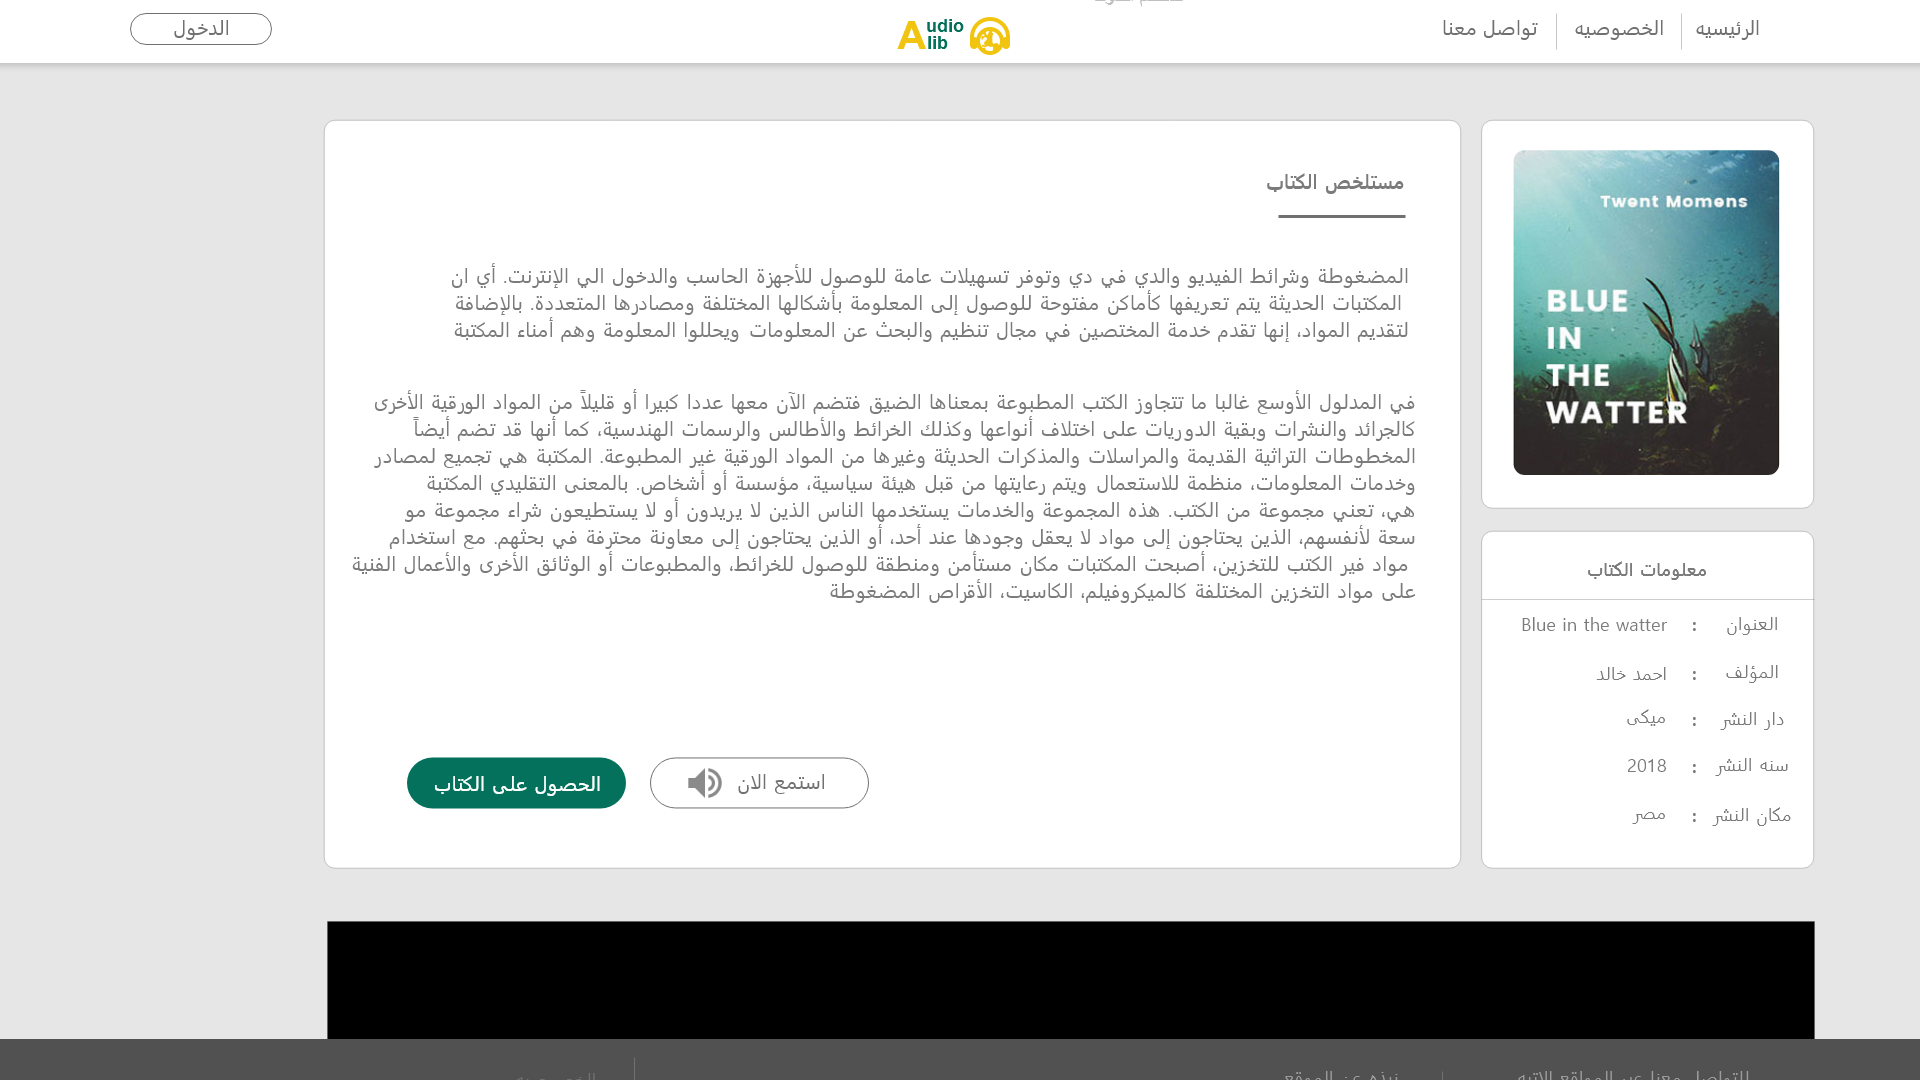 الرئيسيه
الخصوصيه
تواصل معنا
Audio
lib
الدخول
Twent Momens
BLUE
IN
THE
WATTER
مستلخص الكتاب
المضغوطة وشرائط الفيديو والدي في دي وتوفر تسهيلات عامة للوصول للأجهزة الحاسب والدخول الي الإنترنت. أي ان
المكتبات الحديثة يتم تعريفها كأماكن مفتوحة للوصول إلى المعلومة بأشكالها المختلفة ومصادرها المتعددة. بالإضافة
لتقديم المواد، إنها تقدم خدمة المختصين في مجال تنظيم والبحث عن المعلومات ويحللوا المعلومة وهم أمناء المكتبة
في المدلول الأوسع غالبا ما تتجاوز الكتب المطبوعة بمعناها الضيق فتضم الآن معها عددا كبيرا أو قليلاً من المواد الورقية الأخرى
كالجرائد والنشرات وبقية الدوريات على اختلاف أنواعها وكذلك الخرائط والأطالس والرسمات الهندسية، كما أنها قد تضم أيضاً
المخطوطات التراثية القديمة والمراسلات والمذكرات الحديثة وغيرها من المواد الورقية غير المطبوعة. المكتبة هي تجميع لمصادر
وخدمات المعلومات، منظمة للاستعمال ويتم رعايتها من قبل هيئة سياسية، مؤسسة أو أشخاص. بالمعنى التقليدي المكتبة
هي، تعني مجموعة من الكتب. هذه المجموعة والخدمات يستخدمها الناس الذين لا يريدون أو لا يستطيعون شراء مجموعة مو
سعة لأنفسهم، الذين يحتاجون إلى مواد لا يعقل وجودها عند أحد، أو الذين يحتاجون إلى معاونة محترفة في بحثهم. مع استخدام
مواد فير الكتب للتخزين، أصبحت المكتبات مكان مستأمن ومنطقة للوصول للخرائط، والمطبوعات أو الوثائق الأخرى والأعمال الفنية
على مواد التخزين المختلفة كالميكروفيلم، الكاسيت، الأقراص المضغوطة
استمع الان
الحصول على الكتاب
معلومات الكتاب
العنوان : Blue in the watter
المؤلف : احمد خالد
دار النشر : ميكى
سنه النشر : 2018
مكان النشر : مصر
للتواصل معنا عبر المواقع الاتيه
نبذه عن الموقع